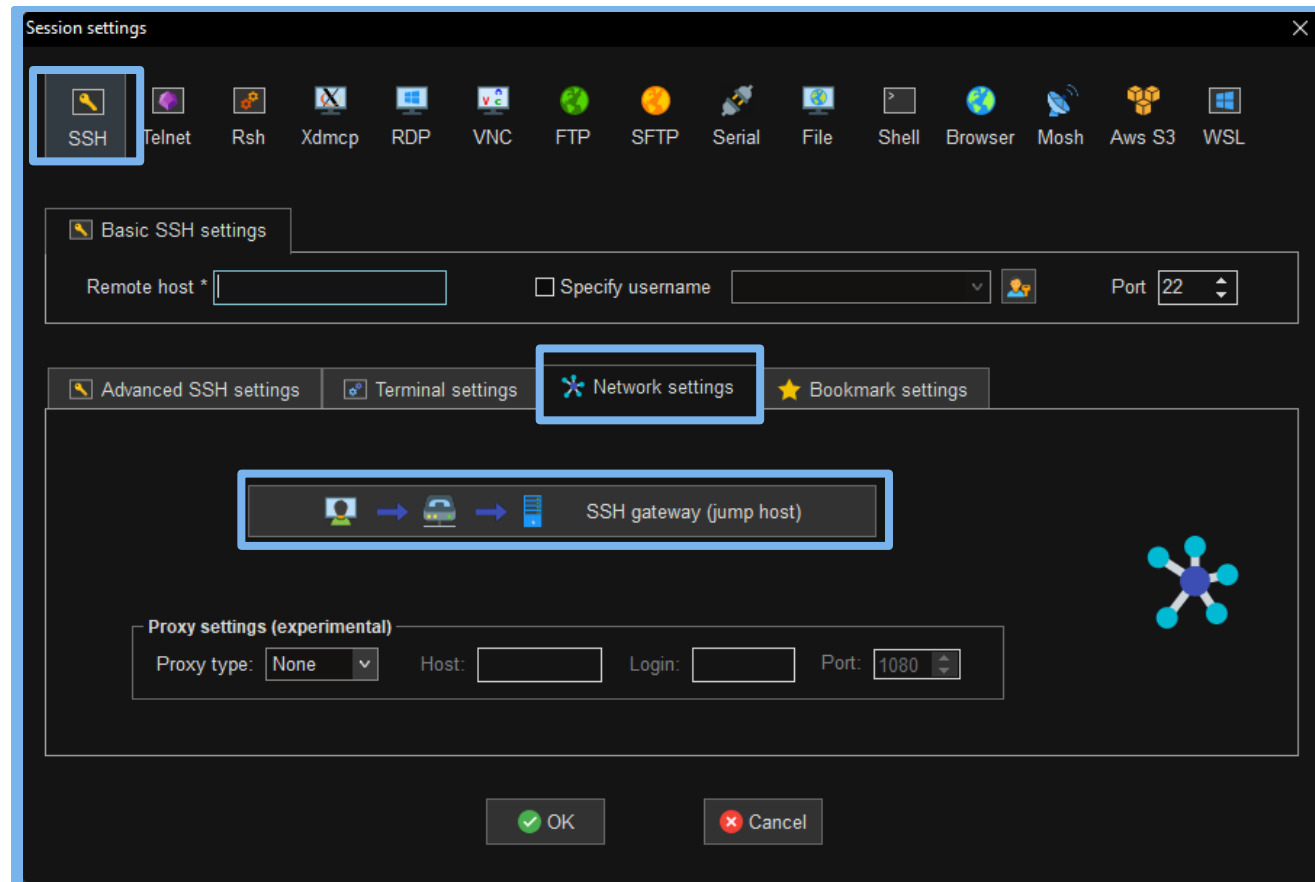 Session settings
SSH Telnet Rsh Xdmcp RDP VNC FTP SFTP Serial File Shell Browser Mosh Aws S3 WSL
Basic SSH settings
Remote host * Specify username Port 22
Advanced SSH settings Terminal settings Network settings Bookmark settings
SSH gateway (jump host)
Proxy settings (experimental)
Proxy type: None Host: Login: Port: 1080
OK Cancel